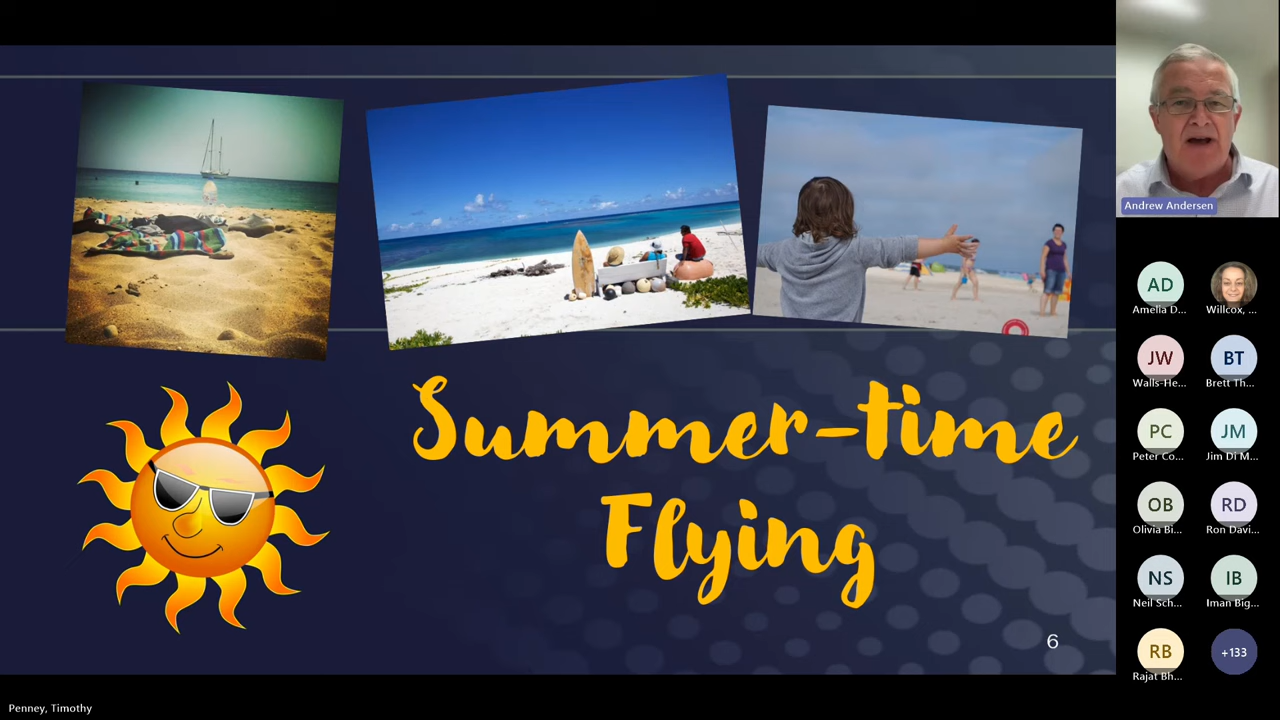 Summer-time
Flying
6
Andrew Andersen
AD
Amelia D...
Willcox, ...
JW
Walls-He...
BT
Brett Th...
PC
Peter Co...
JM
Jim Di M...
OB
Olivia Bi...
RD
Ron Davi...
NS
Neil Sch...
IB
Iman Big...
RB
Rajat Bh...
+133
Penney, Timothy